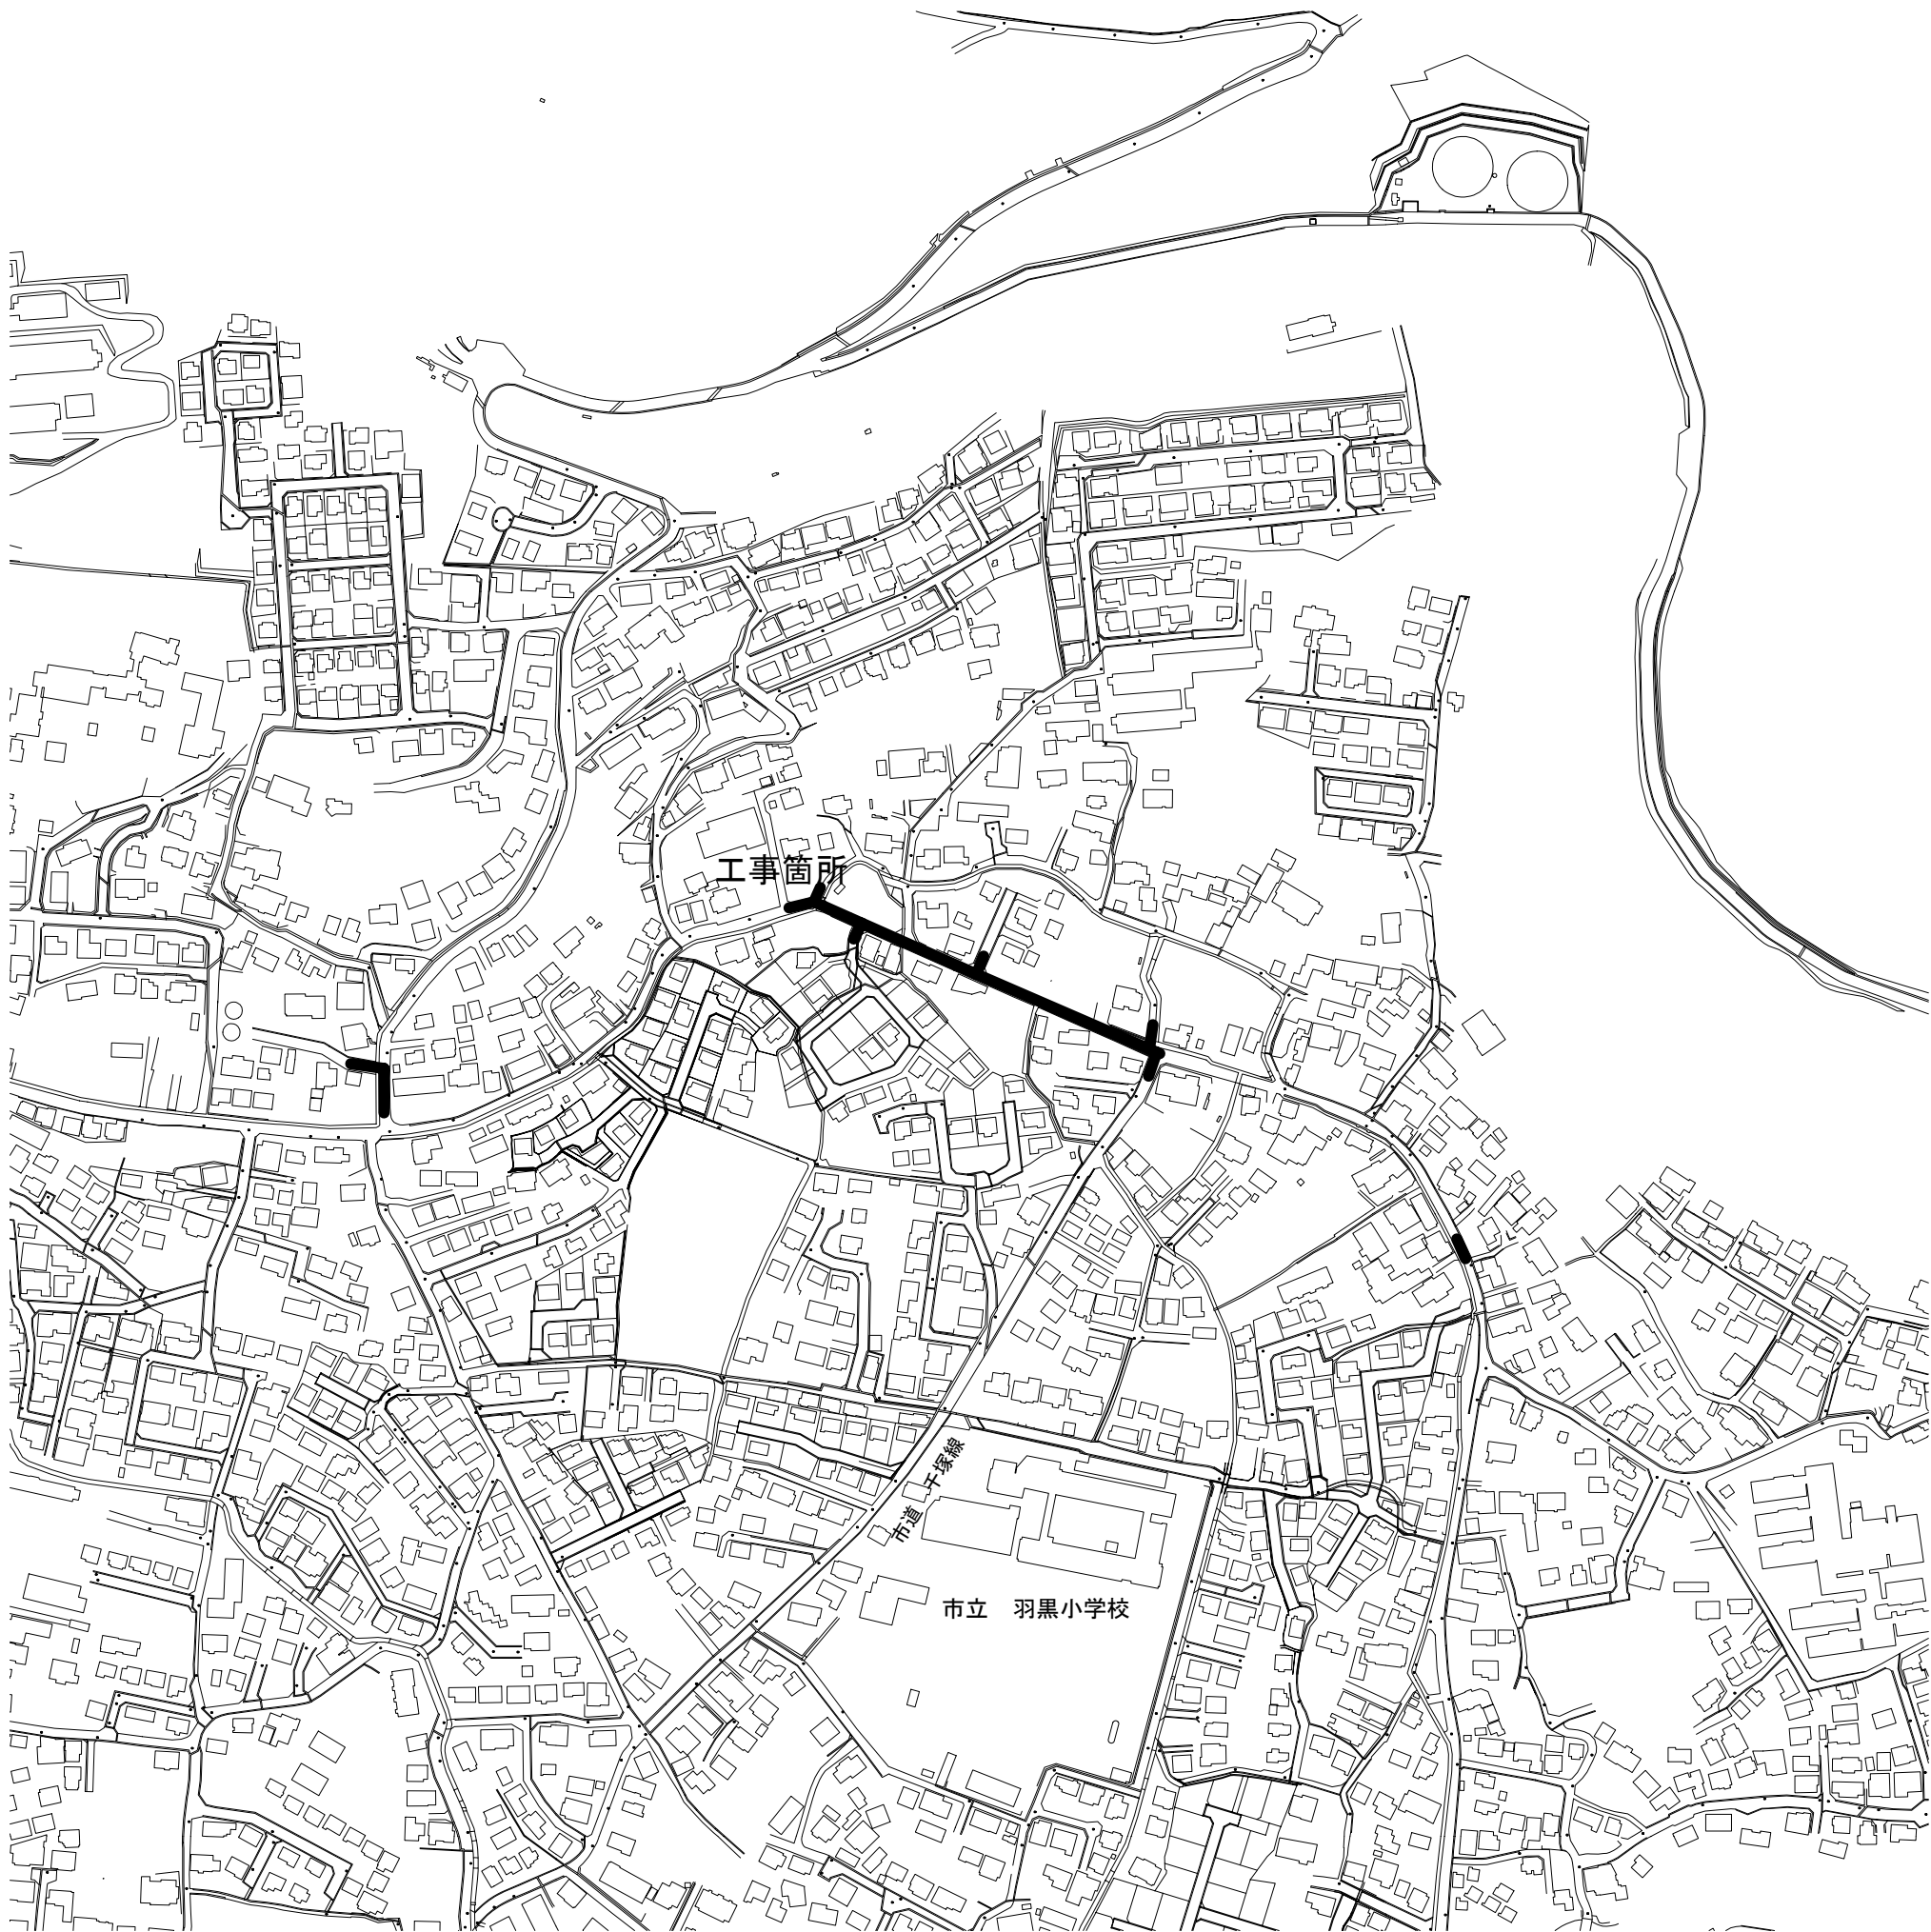 工事箇所
市道　千塚線
市立　羽黒小学校